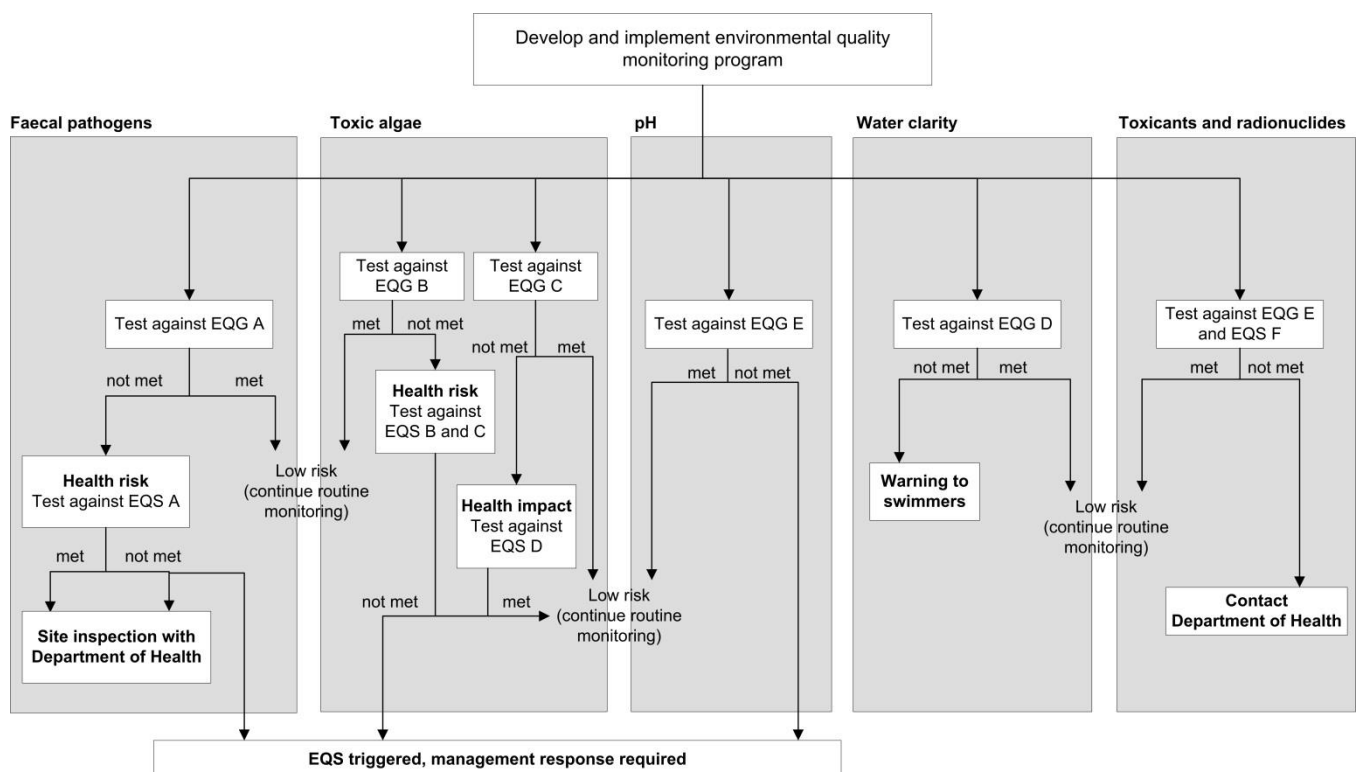 Develop and implement environmental quality
monitoring program
Faecal pathogens
Toxic algae
pH
Water clarity
Toxicants and radionuclides
Test against EQG A
not met
met
Health risk
Test against EQS A
met
not met
Site inspection with
Department of Health
Low risk
(continue routine
monitoring)
Test against
EQG B
met
not met
Health risk
Test against
EQS B and C
Test against
EQG C
not met
met
Health impact
Test against
EQS D
not met
met
Low risk
(continue routine
monitoring)
Test against EQG E
met
not met
Test against EQG D
not met
met
Warning to
swimmers
Low risk
(continue routine
monitoring)
Test against EQG E
and EQS F
met
not met
Contact
Department of Health
EQS triggered, management response required